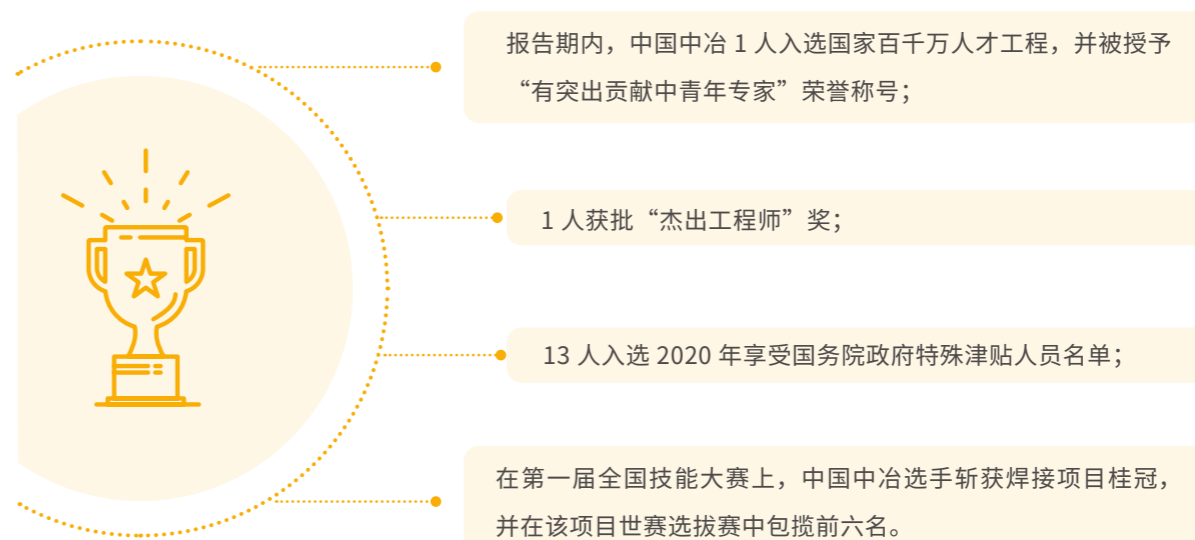 报告期内，中国中冶 1 人入选国家百千万人才工程，并被授予
“有突出贡献中青年专家”荣誉称号；
1 人获批“杰出工程师”奖；
13 人入选 2020 年享受国务院政府特殊津贴人员名单；
在第一届全国技能大赛上，中国中冶选手斩获焊接项目桂冠，
并在该项目世赛选拔赛中包揽前六名。